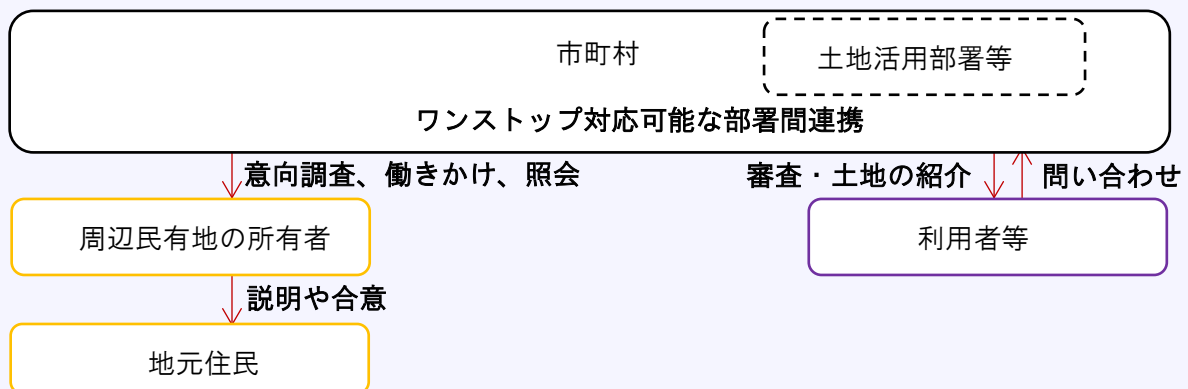 市町村
土地活用部署等
ワンストップ対応可能な部署間連携
意向調査、働きかけ、照会
審査・土地の紹介
問い合わせ
周辺民有地の所有者
利用者等
説明や合意
地元住民